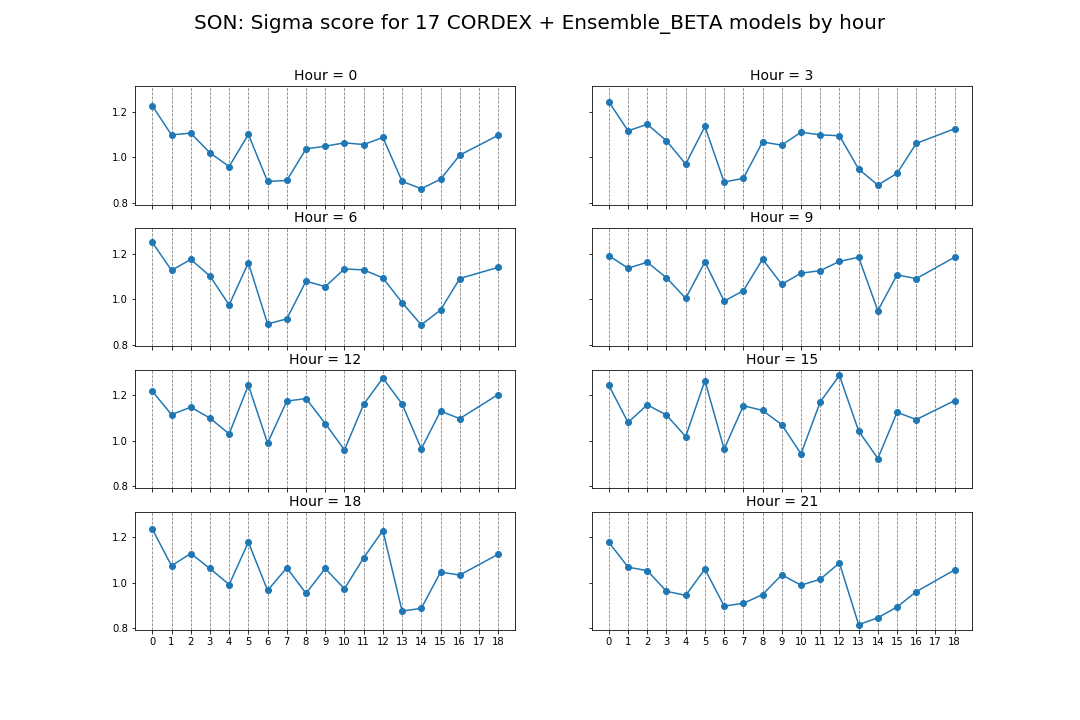 SON: Sigma score for 17 CORDEX + Ensemble_BETA models by hour
Hour = 0
Hour = 3
1.2
1.0
0.8
Hour = 6
Hour = 9
1.2
1.0
0.8
Hour = 12
Hour = 15
1.2
1.0
0.8
Hour = 18
Hour = 21
1.2
1.0
0.8
0 1 2 3 4 5 6 7 8 9 10 11 12 13 14 15 16 17 18
0 1 2 3 4 5 6 7 8 9 10 11 12 13 14 15 16 17 18